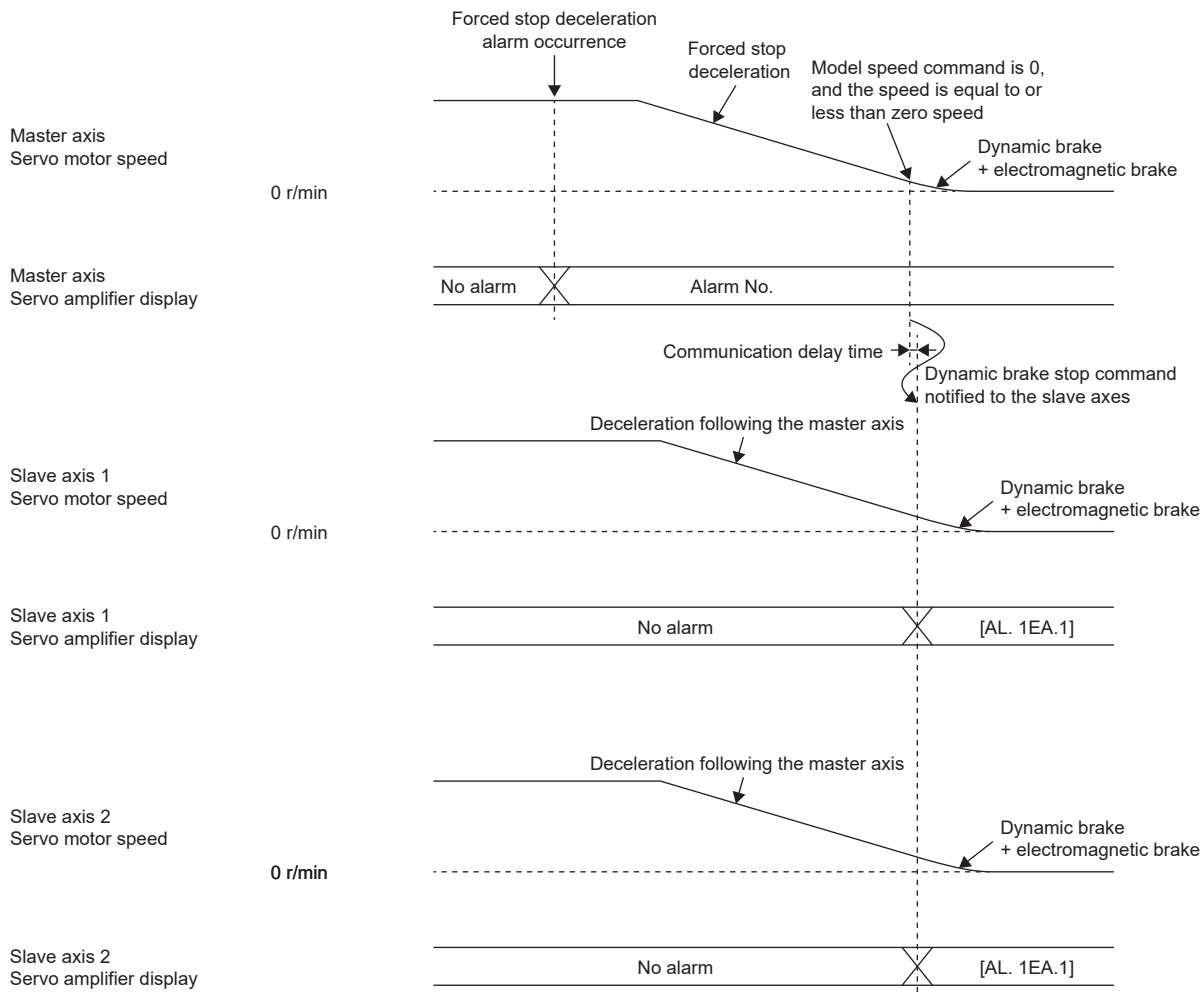 Forced stop deceleration
alarm occurrence
Forced stop
deceleration
Model speed command is 0,
and the speed is equal to or
less than zero speed
Dynamic brake
+ electromagnetic brake
Master axis
Servo motor speed
0 r/min
Master axis
Servo amplifier display
No alarm
Alarm No.
Communication delay time
Dynamic brake stop command
notified to the slave axes
Deceleration following the master axis
Slave axis 1
Servo motor speed
Dynamic brake
+ electromagnetic brake
0 r/min
Slave axis 1
Servo amplifier display
No alarm
[AL. 1EA.1]
Deceleration following the master axis
Slave axis 2
Servo motor speed
Dynamic brake
+ electromagnetic brake
0 r/min
Slave axis 2
Servo amplifier display
No alarm
[AL. 1EA.1]